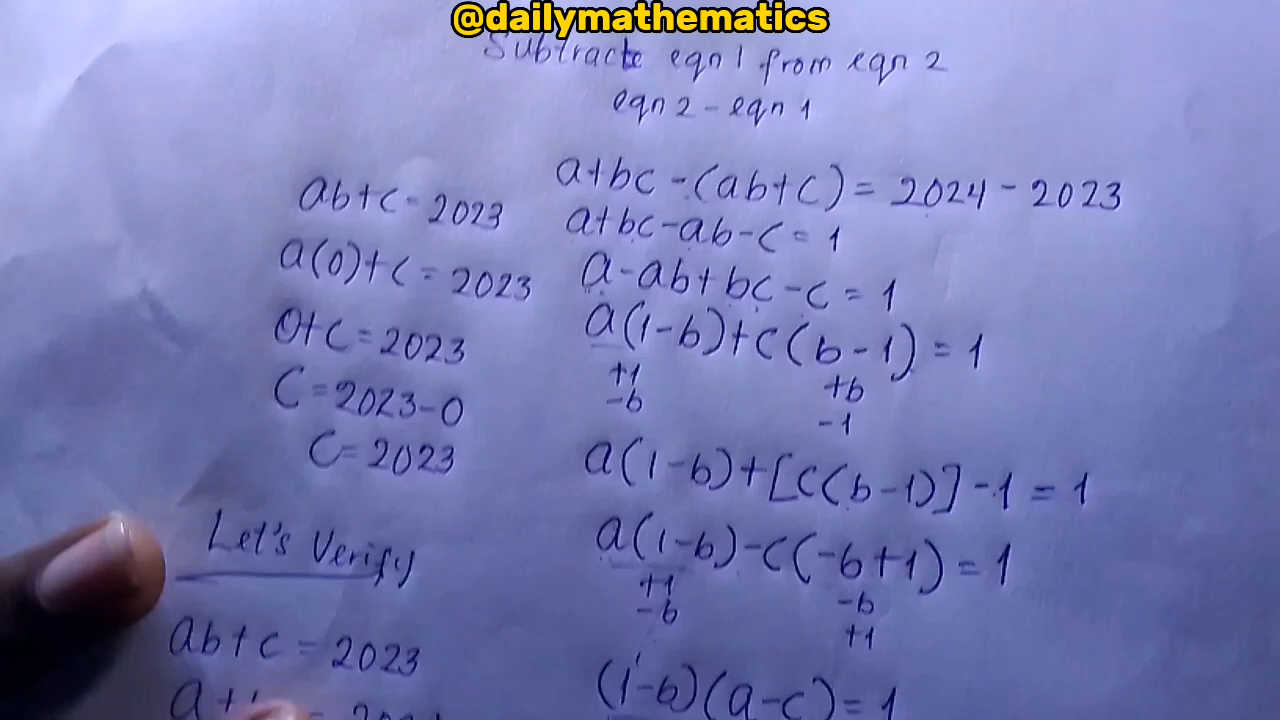 @dailymathematics
Subtract eqn 1 from eqn 2
eqn 2 - eqn 1
a+bc-(ab+c) = 2024 - 2023
a+bc-ab-c = 1
a-ab+bc-c = 1
a(1-b)+c(b-1) = 1
+1 +b
-b -1
a(1-b)+[c(b-1)]-1 = 1
a(1-b)-c(-b+1) = 1
+1 -b
-b +1
(1-b)(a-c) = 1
ab+c = 2023
a(0)+c = 2023
0+c = 2023
c = 2023-0
c = 2023
Let's Verify
ab+c = 2023